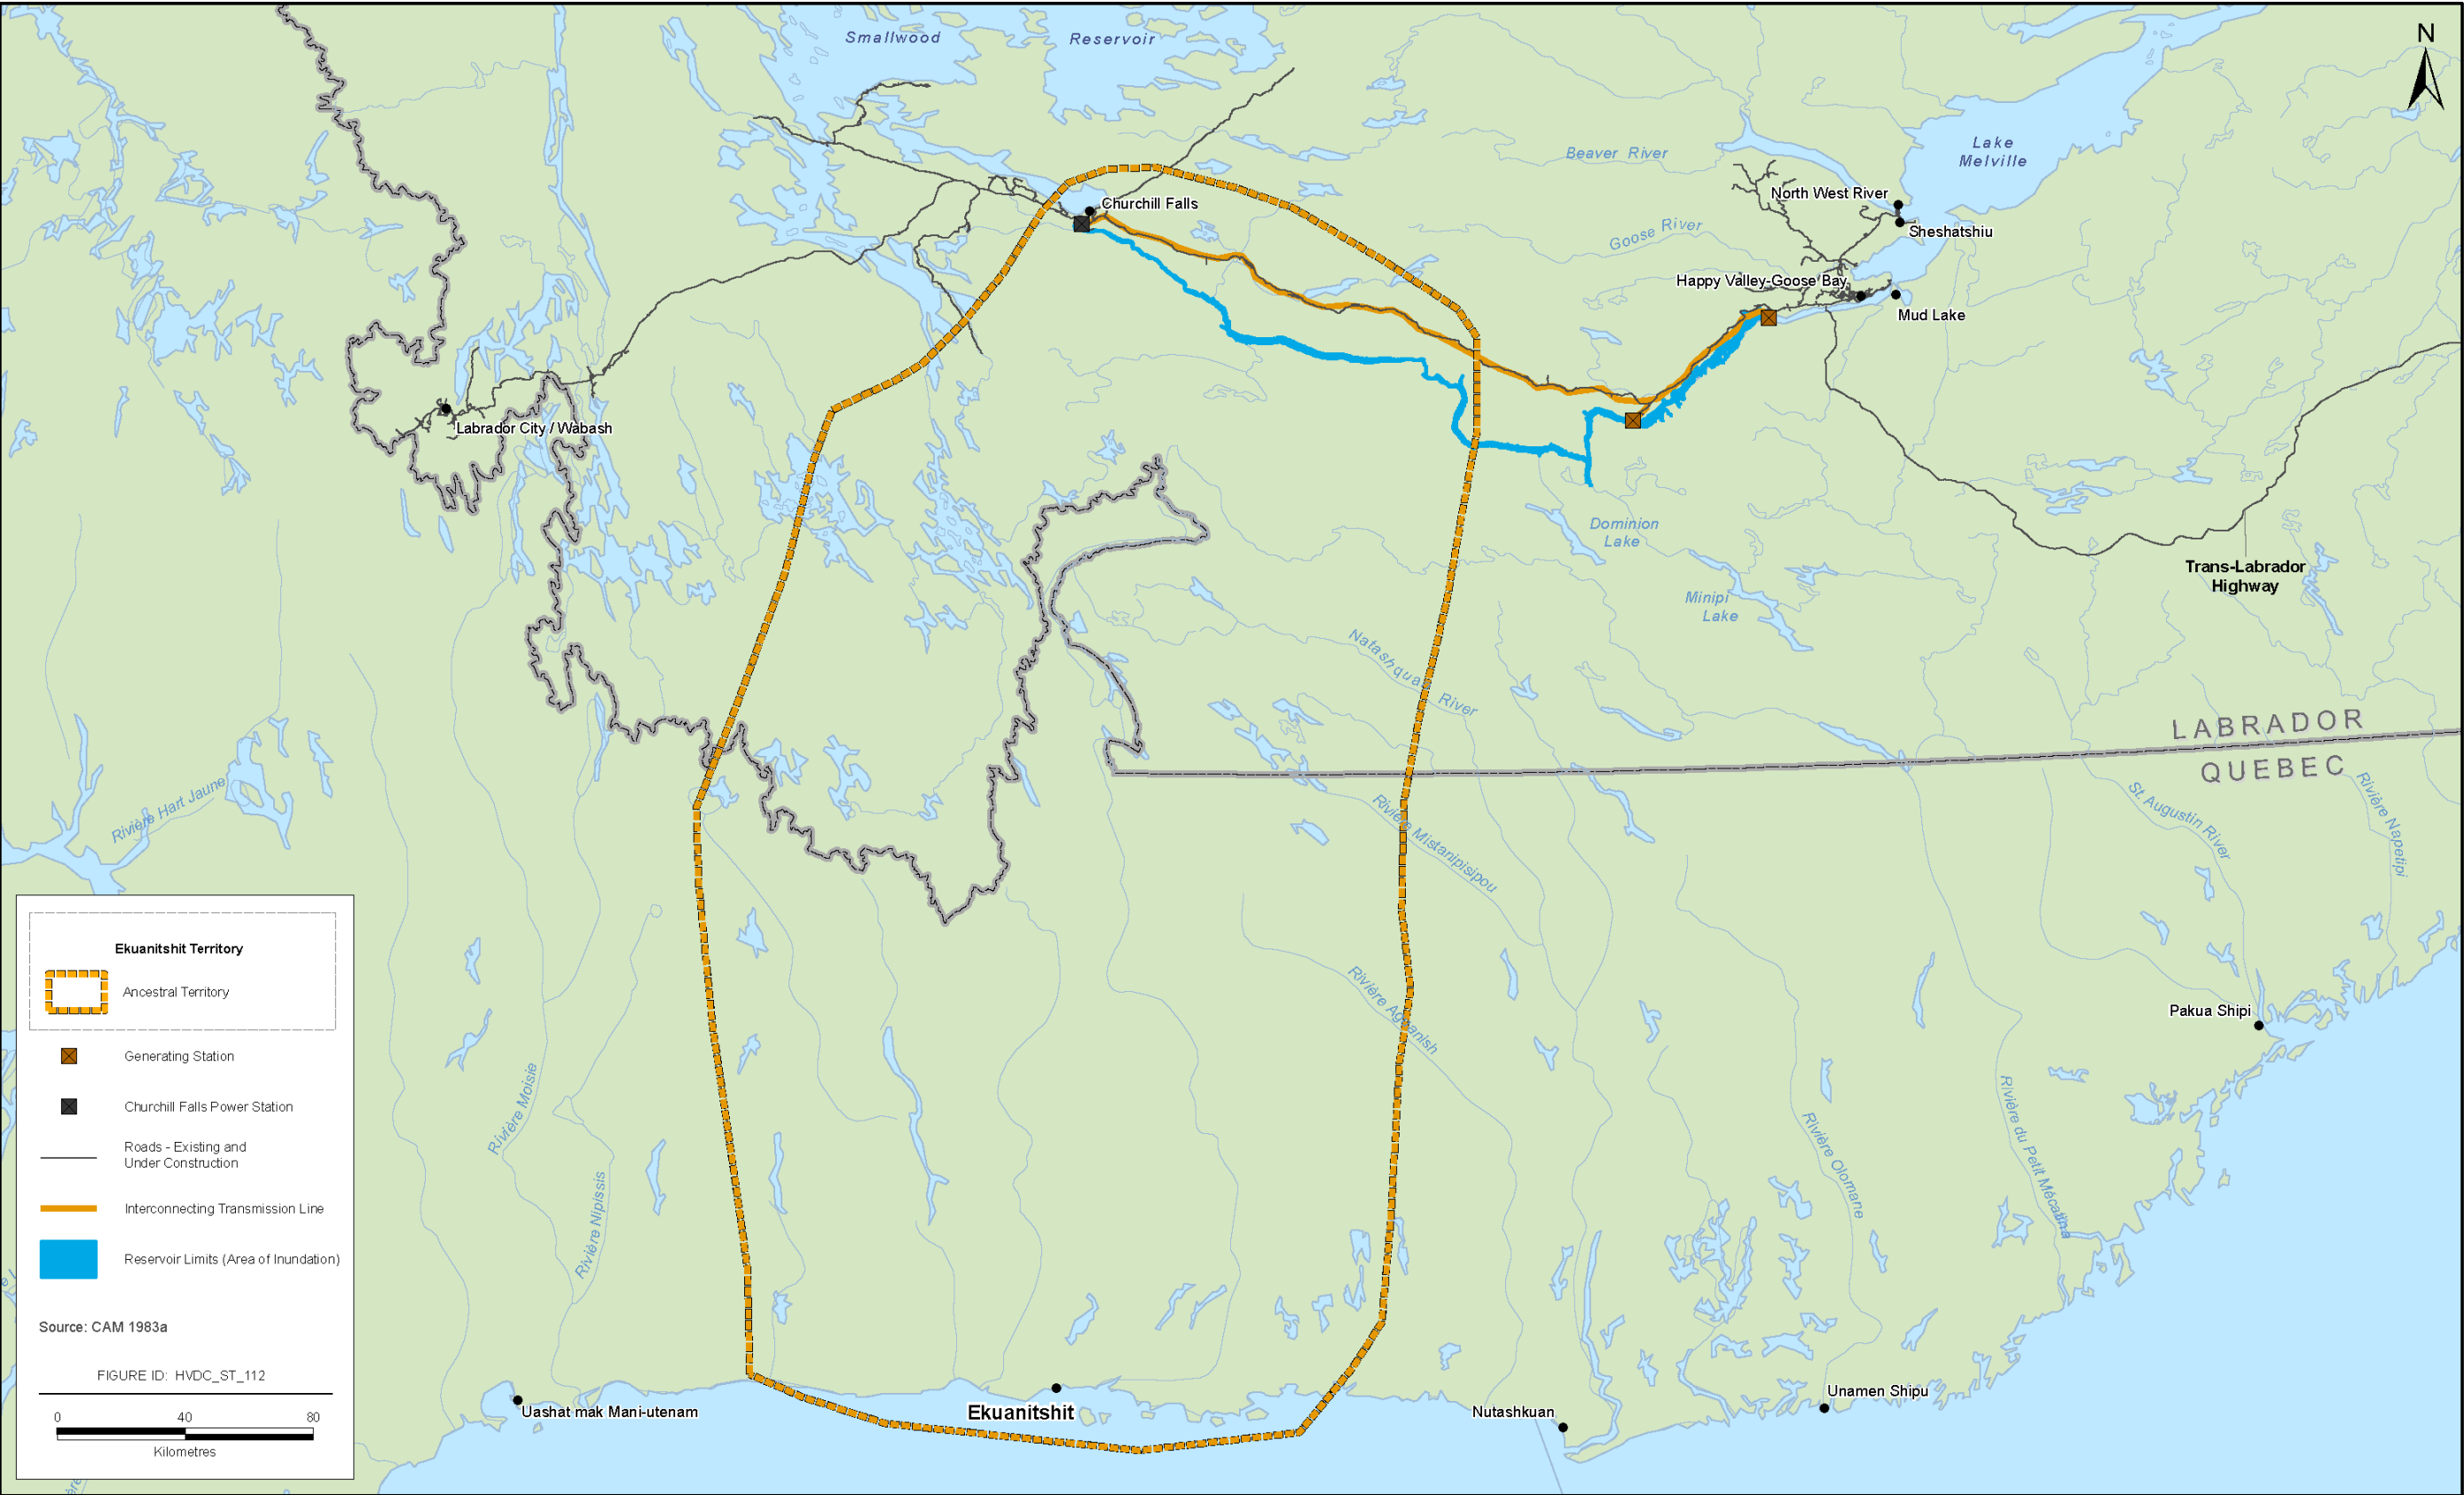 Smallwood
Reservoir
N
Lake
Melville
Beaver River
North West River
Churchill Falls
Sheshatshiu
Goose River
Happy Valley-Goose Bay
Mud Lake
Labrador City / Wabash
Dominion
Lake
Trans-Labrador
Highway
Minipi
Lake
Natashquan River
LABRADOR
QUEBEC
Rivière Hart Jaune
Rivière Mistanipisipou
St. Augustin River
Rivière Napetipi
Rivière Aguanish
Pakua Shipi
Rivière Moisie
Rivière Nipissis
Rivière Olomane
Rivière du Petit Mécatina
Uashat mak Mani-utenam
Ekuanitshit
Nutashkuan
Unamen Shipu
Ekuanitshit Territory
Ancestral Territory
Generating Station
Churchill Falls Power Station
Roads - Existing and
Under Construction
Interconnecting Transmission Line
Reservoir Limits (Area of Inundation)
Source: CAM 1983a
FIGURE ID: HVDC_ST_112
0 40 80
Kilometres